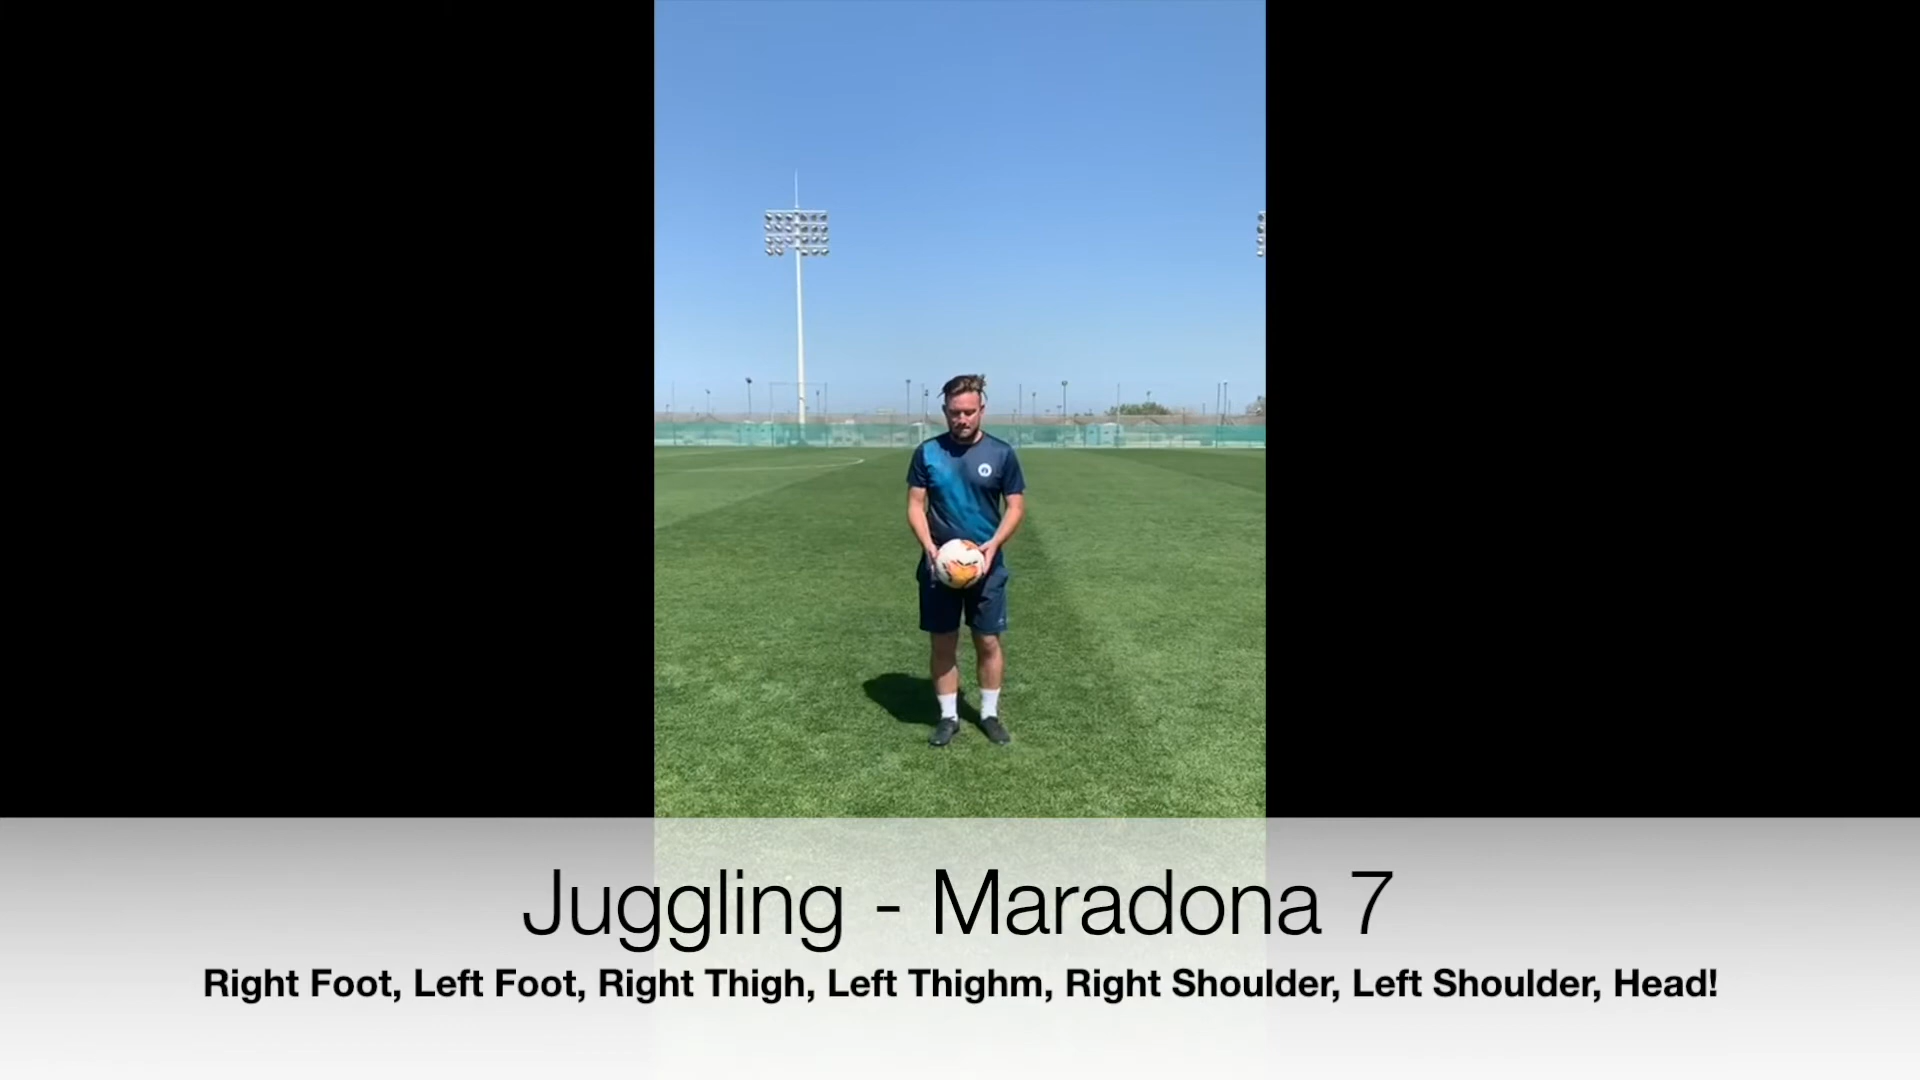 Juggling - Maradona 7
Right Foot, Left Foot, Right Thigh, Left Thighm, Right Shoulder, Left Shoulder, Head!